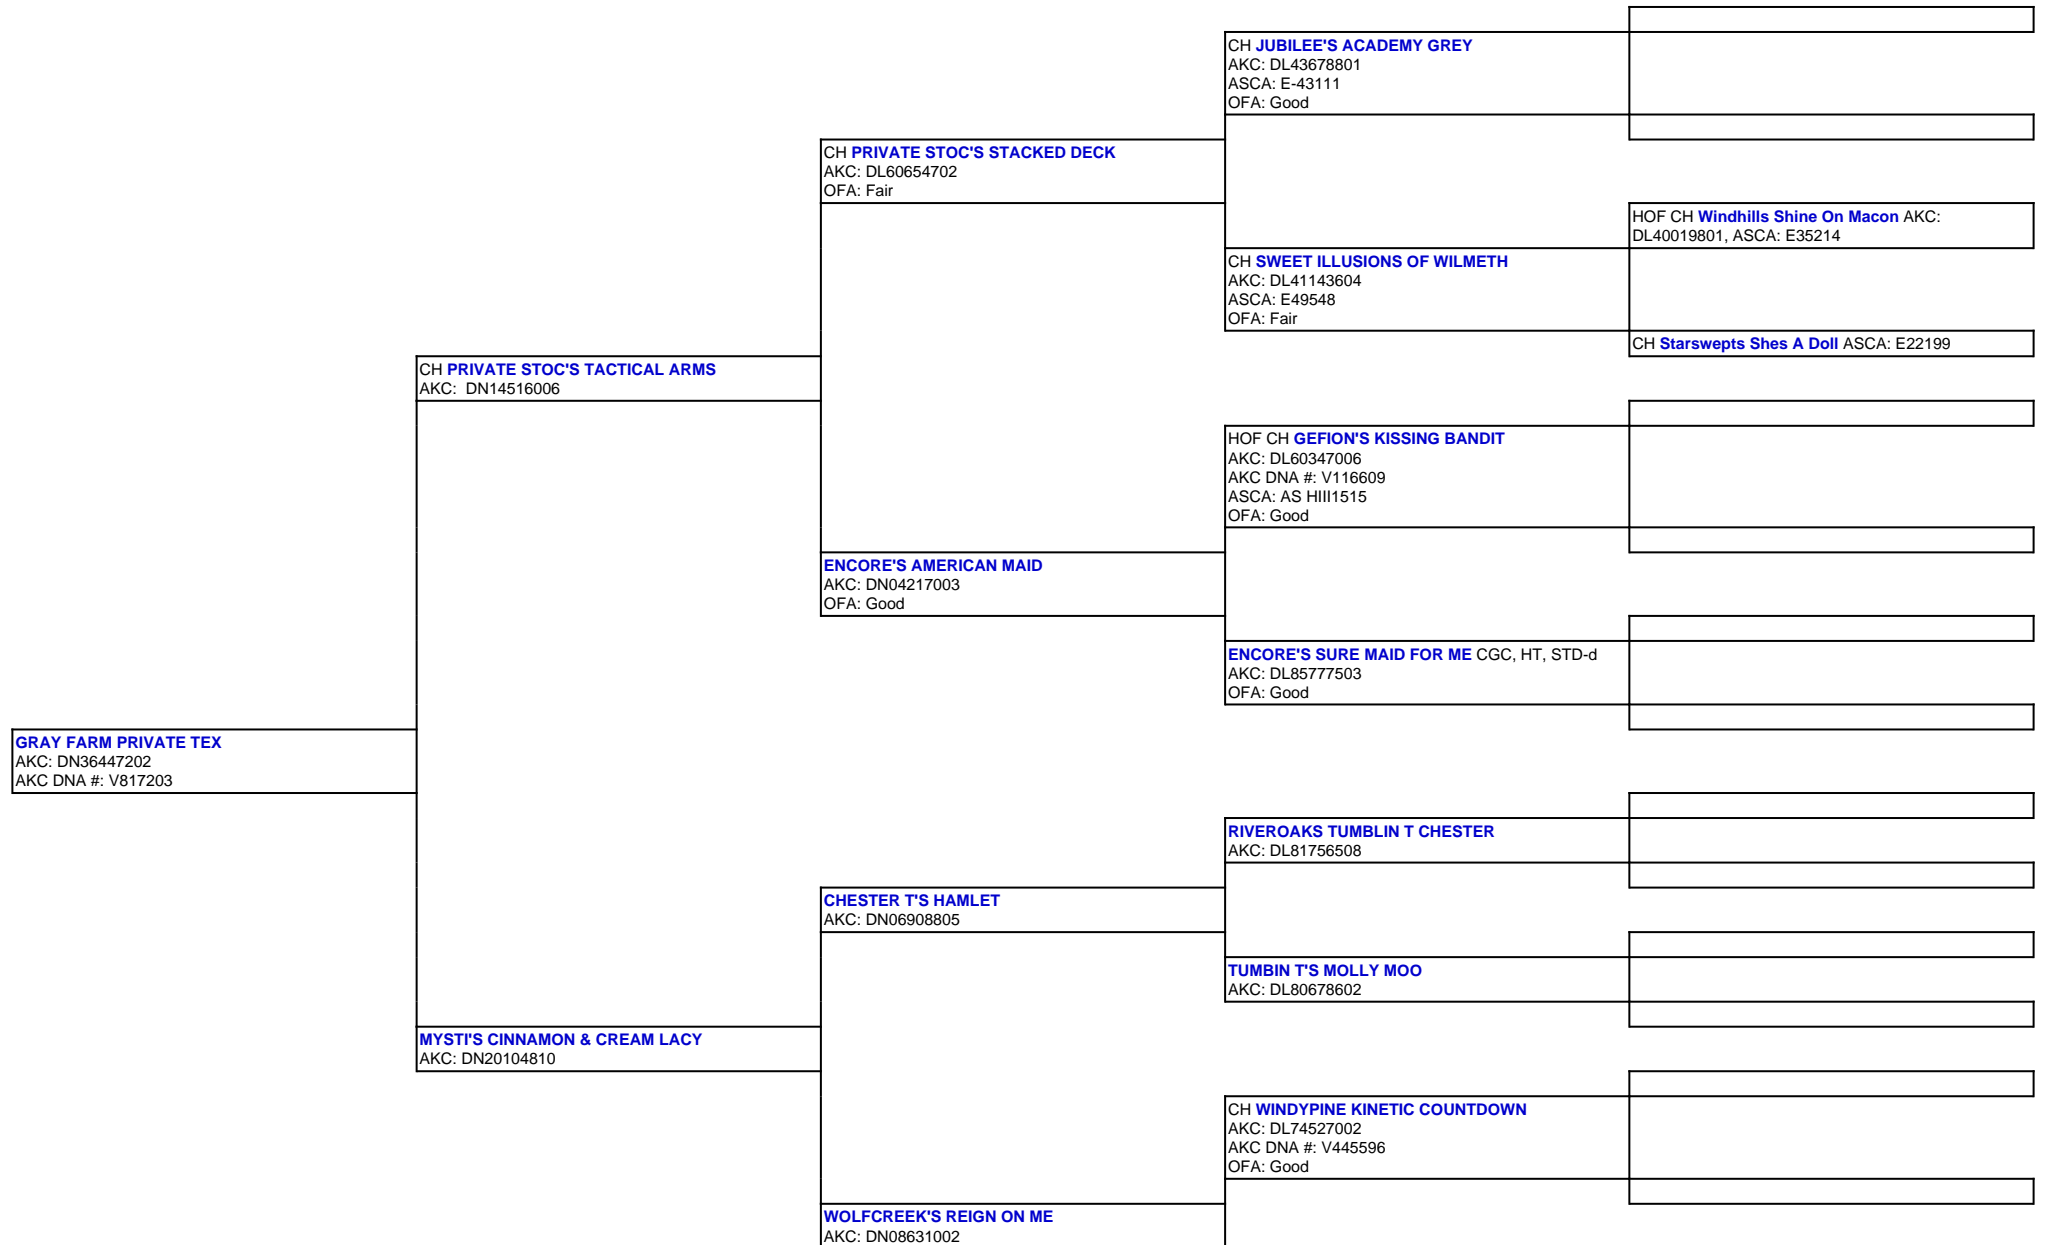 CH JUBILEE'S ACADEMY GREY
AKC: DL43678801
ASCA: E-43111
OFA: Good
CH PRIVATE STOC'S STACKED DECK
AKC: DL60654702
OFA: Fair
HOF CH Windhills Shine On Macon AKC:
DL40019801, ASCA: E35214
CH SWEET ILLUSIONS OF WILMETH
AKC: DL41143604
ASCA: E49548
OFA: Fair
CH Starswepts Shes A Doll ASCA: E22199
CH PRIVATE STOC'S TACTICAL ARMS
AKC:  DN14516006
HOF CH GEFION'S KISSING BANDIT
AKC: DL60347006
AKC DNA #: V116609
ASCA: AS HIII1515
OFA: Good
ENCORE'S AMERICAN MAID
AKC: DN04217003
OFA: Good
ENCORE'S SURE MAID FOR ME CGC, HT, STD-d
AKC: DL85777503
OFA: Good
GRAY FARM PRIVATE TEX
AKC: DN36447202
AKC DNA #: V817203
RIVEROAKS TUMBLIN T CHESTER
AKC: DL81756508
CHESTER T'S HAMLET
AKC: DN06908805
TUMBIN T'S MOLLY MOO
AKC: DL80678602
MYSTI'S CINNAMON & CREAM LACY
AKC: DN20104810
CH WINDYPINE KINETIC COUNTDOWN
AKC: DL74527002
AKC DNA #: V445596
OFA: Good
WOLFCREEK'S REIGN ON ME
AKC: DN08631002